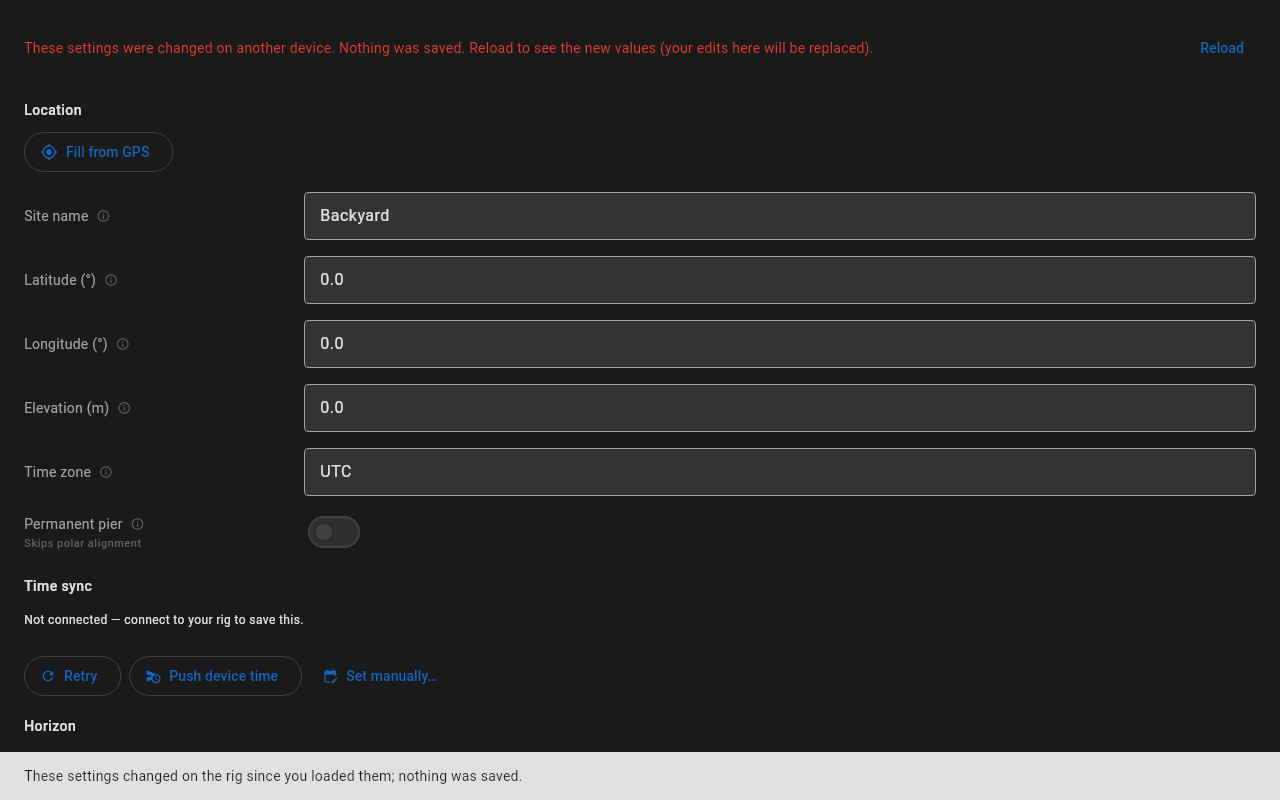 These settings were changed on another device. Nothing was saved. Reload to see the new values (your edits here will be replaced).
Reload
Location
Fill from GPS
Site name
Backyard
Latitude (°)
0.0
Longitude (°)
0.0
Elevation (m)
0.0
Time zone
UTC
Permanent pier
Skips polar alignment
Time sync
Not connected — connect to your rig to save this.
Retry
Push device time
Set manually...
Horizon
These settings changed on the rig since you loaded them; nothing was saved.